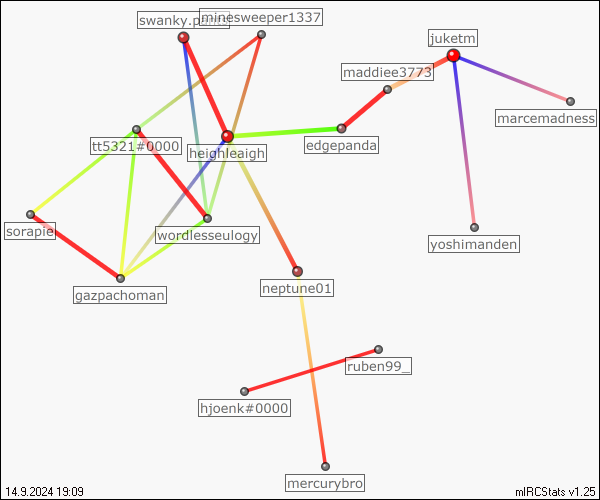 swanky.pants
minesweeper1337
juketm
maddiee3773
marcemadness
tt5321#0000
edgepanda
heighleaigh
sorapie
wordlesseulogy
yoshimanden
gazpachoman
neptune01
ruben99_
hjoenk#0000
mercurybro
14.9.2024 19:09
mIRCStats v1.25